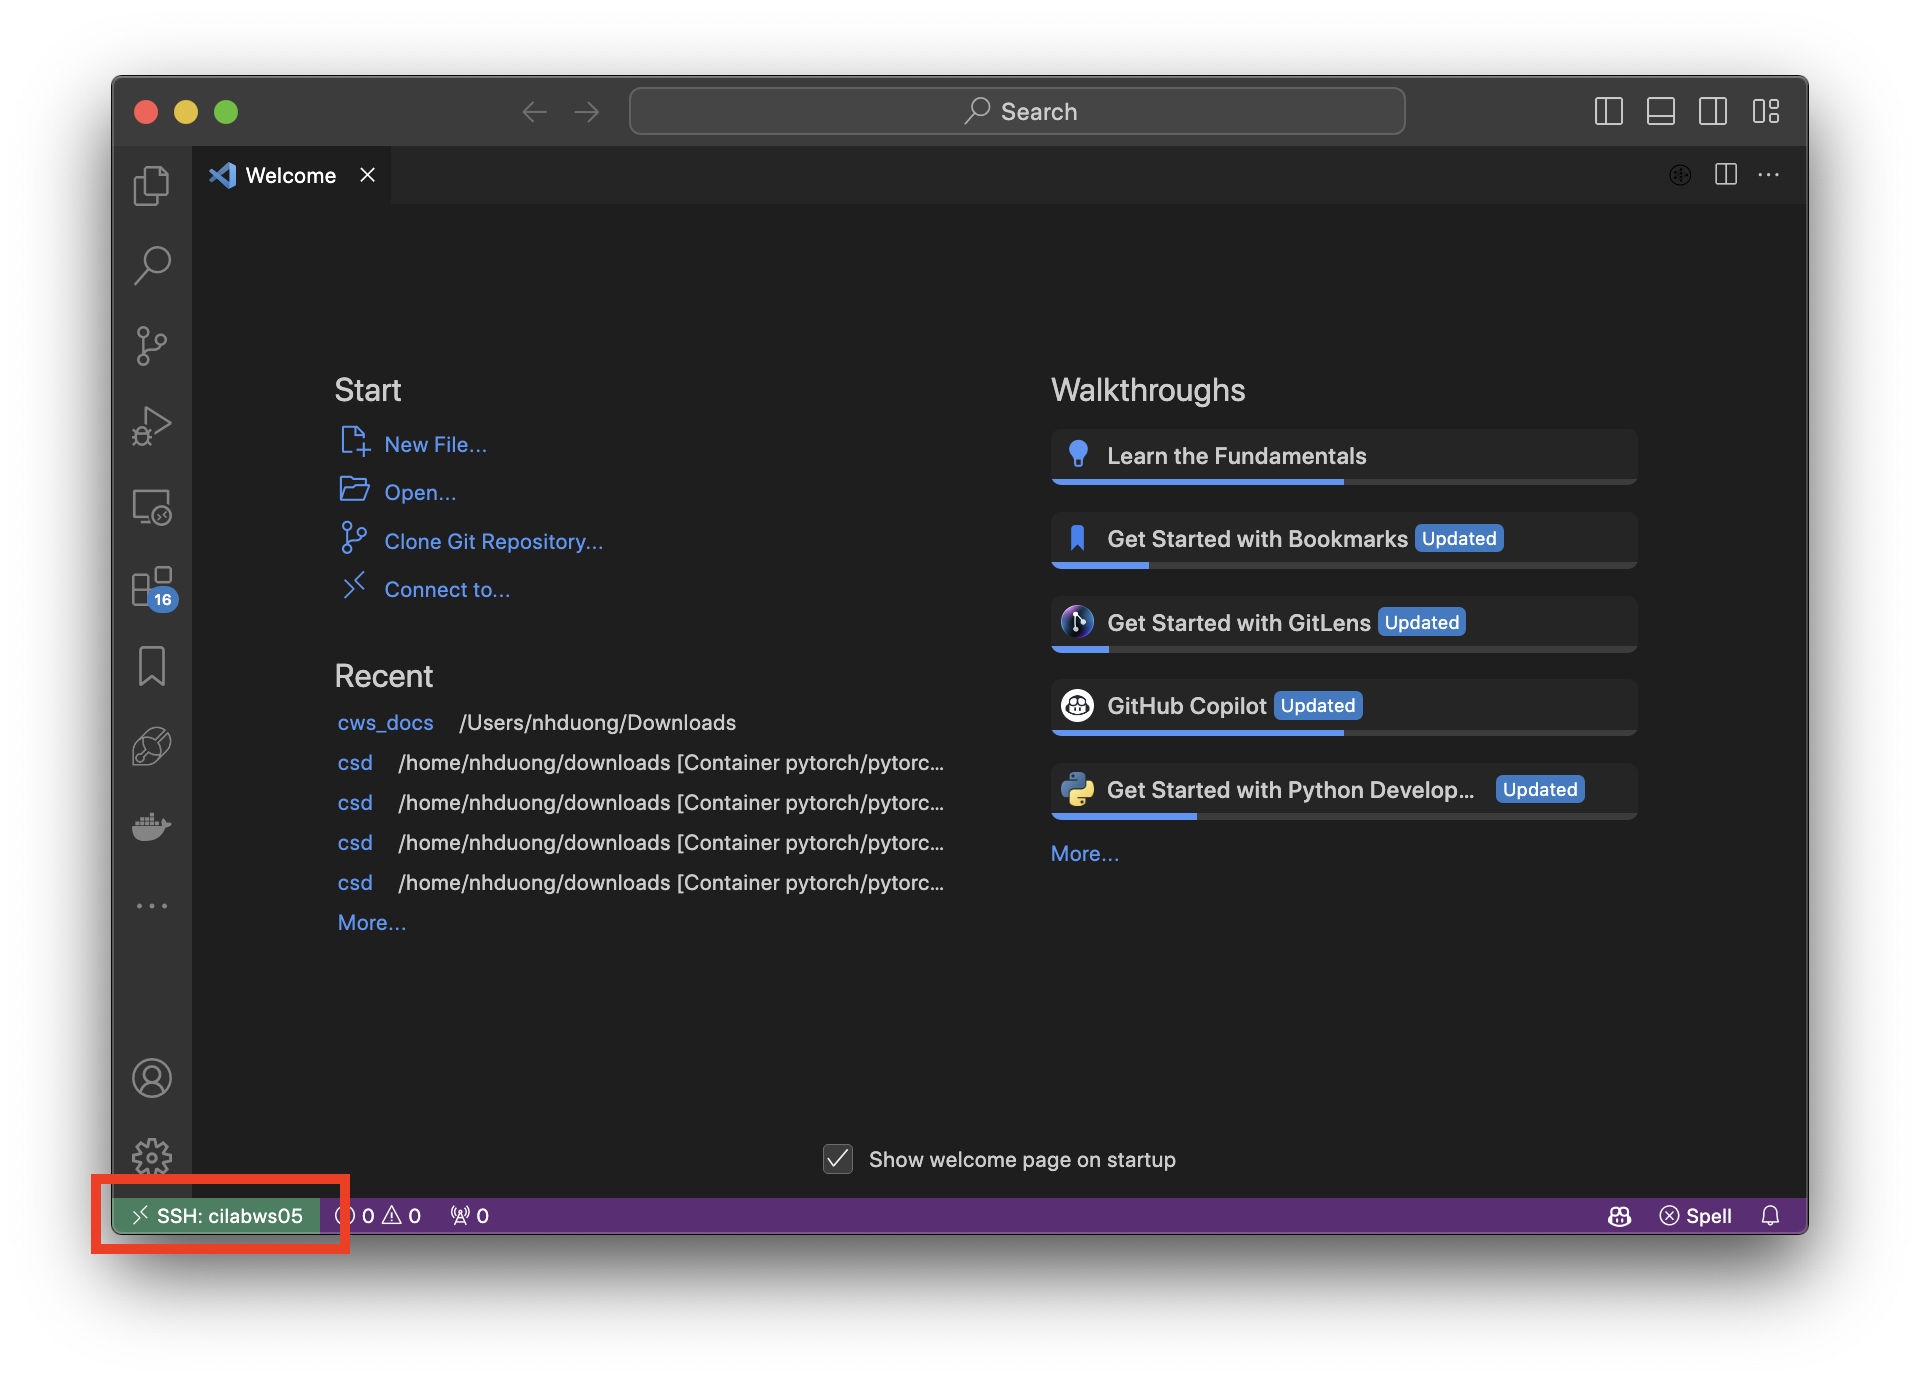 Search
Welcome
Start
New File...
Open...
Clone Git Repository...
Connect to...
Recent
cws_docs /Users/nhduong/Downloads
csd /home/nhduong/downloads [Container pytorch/pytorc...
csd /home/nhduong/downloads [Container pytorch/pytorc...
csd /home/nhduong/downloads [Container pytorch/pytorc...
csd /home/nhduong/downloads [Container pytorch/pytorc...
More...
Walkthroughs
Learn the Fundamentals
Get Started with Bookmarks Updated
Get Started with GitLens Updated
GitHub Copilot Updated
Get Started with Python Develop... Updated
More...
16
Show welcome page on startup
SSH: cilabws05 0 0 0 Spell